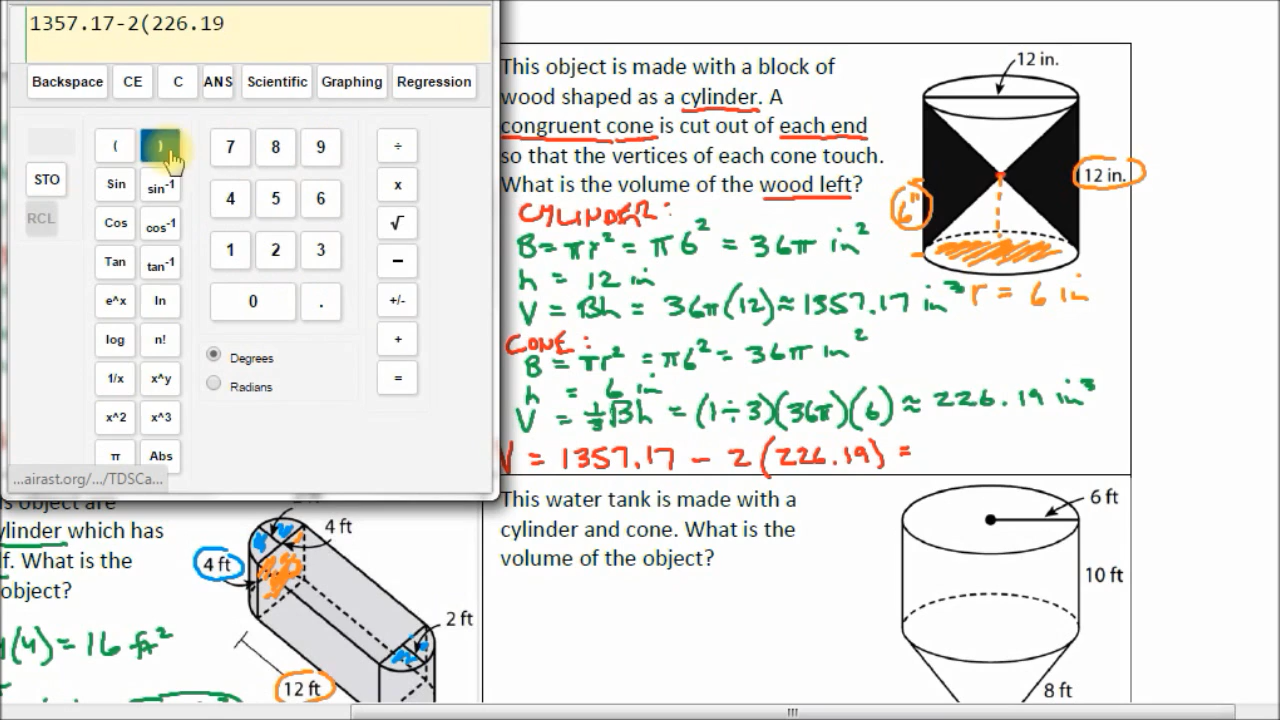 1357.17-2(226.19
Backspace CE C ANS Scientific Graphing Regression
( ) 7 8 9 ÷
STO Sin sin-1 4 5 6 x
RCL Cos cos-1 1 2 3 √
Tan tan-1 −
e^x ln 0 . +/-
log n! +
1/x x^y =
Degrees
Radians
x^2 x^3
π Abs
...airast.org/.../TDSCa...
This object is made with a block of
wood shaped as a cylinder. A
congruent cone is cut out of each end
so that the vertices of each cone touch.
What is the volume of the wood left?
12 in.
12 in.
6"
r = 6 in
CYLINDER:
B = πr² = π6² = 36π in²
h = 12 in
V = Bh = 36π(12) ≈ 1357.17 in³
CONE:
B = πr² = π6² = 36π in²
h = 6 in
V = 1/3 Bh = (1÷3)(36π)(6) ≈ 226.19 in³
V = 1357.17 − 2(226.19) =
object are
cylinder which has
What is the
object?
4 ft
4 ft
2 ft
12 ft
(4) = 16 ft²
This water tank is made with a
cylinder and cone. What is the
volume of the object?
6 ft
10 ft
8 ft